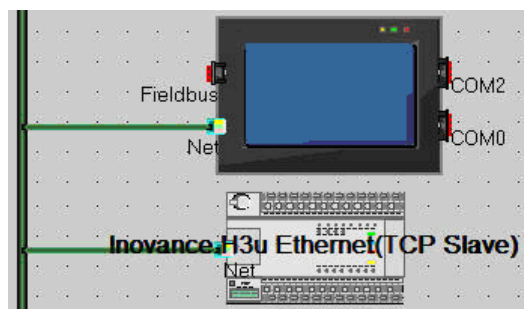 COM2
Fieldbus
COM0
Net
Inovance H3u Ethernet(TCP Slave)
Net